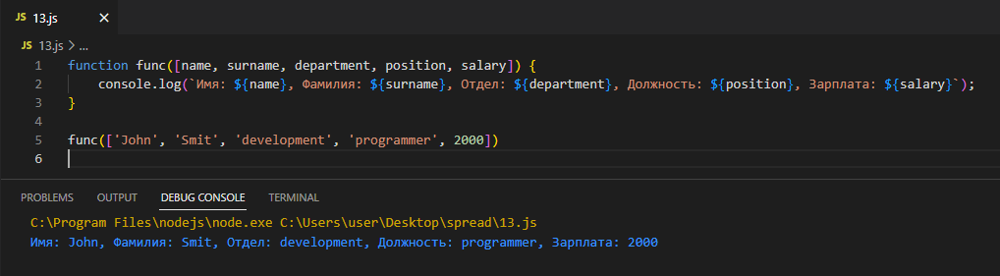 JS 13.js ×
JS 13.js > ...
1 function func([name, surname, department, position, salary]) {
2 console.log(`Имя: ${name}, Фамилия: ${surname}, Отдел: ${department}, Должность: ${position}, Зарплата: ${salary}`);
3 }
4
5 func(['John', 'Smit', 'development', 'programmer', 2000])
6
PROBLEMS OUTPUT DEBUG CONSOLE TERMINAL
C:\Program Files\nodejs\node.exe C:\Users\user\Desktop\spread\13.js
Имя: John, Фамилия: Smit, Отдел: development, Должность: programmer, Зарплата: 2000